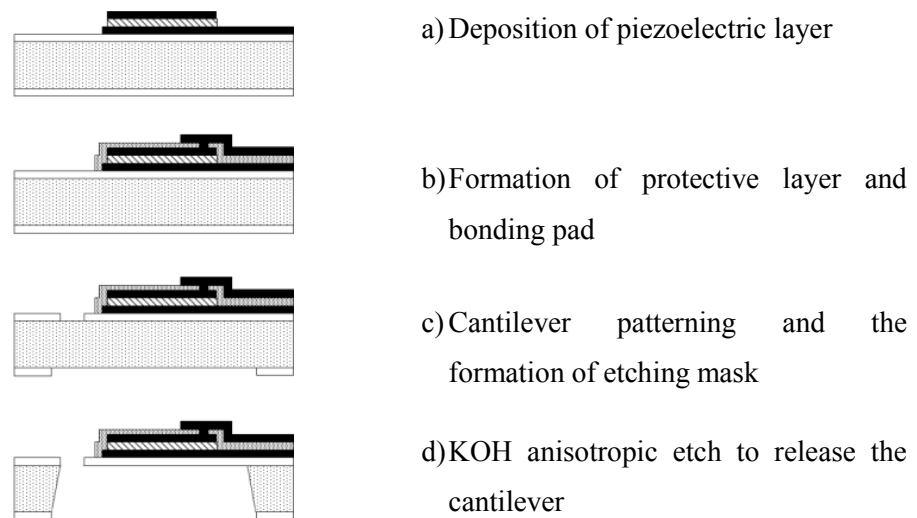 a) Deposition of piezoelectric layer
b) Formation of protective layer and
bonding pad
c) Cantilever patterning and the
formation of etching mask
d) KOH anisotropic etch to release the
cantilever